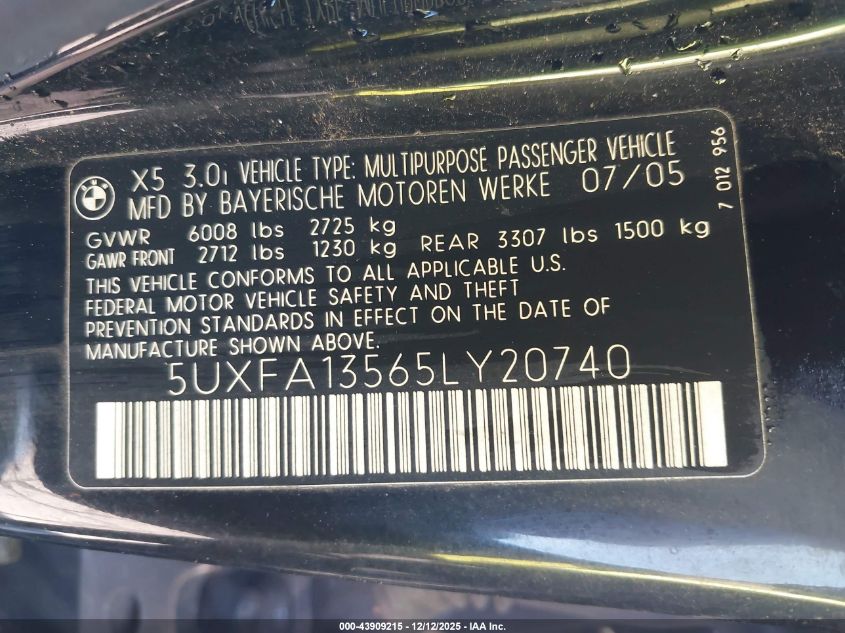 BMW
X5 3.0i VEHICLE TYPE: MULTIPURPOSE PASSENGER VEHICLE
MFD BY BAYERISCHE MOTOREN WERKE 07/05
GVWR 6008 lbs 2725 kg
GAWR FRONT 2712 lbs 1230 kg REAR 3307 lbs 1500 kg
THIS VEHICLE CONFORMS TO ALL APPLICABLE U.S.
FEDERAL MOTOR VEHICLE SAFETY AND THEFT
PREVENTION STANDARDS IN EFFECT ON THE DATE OF
MANUFACTURE SHOWN ABOVE.
5UXFA13565LY20740
7 012 956
000-43909215 - 12/12/2025 - IAA Inc.